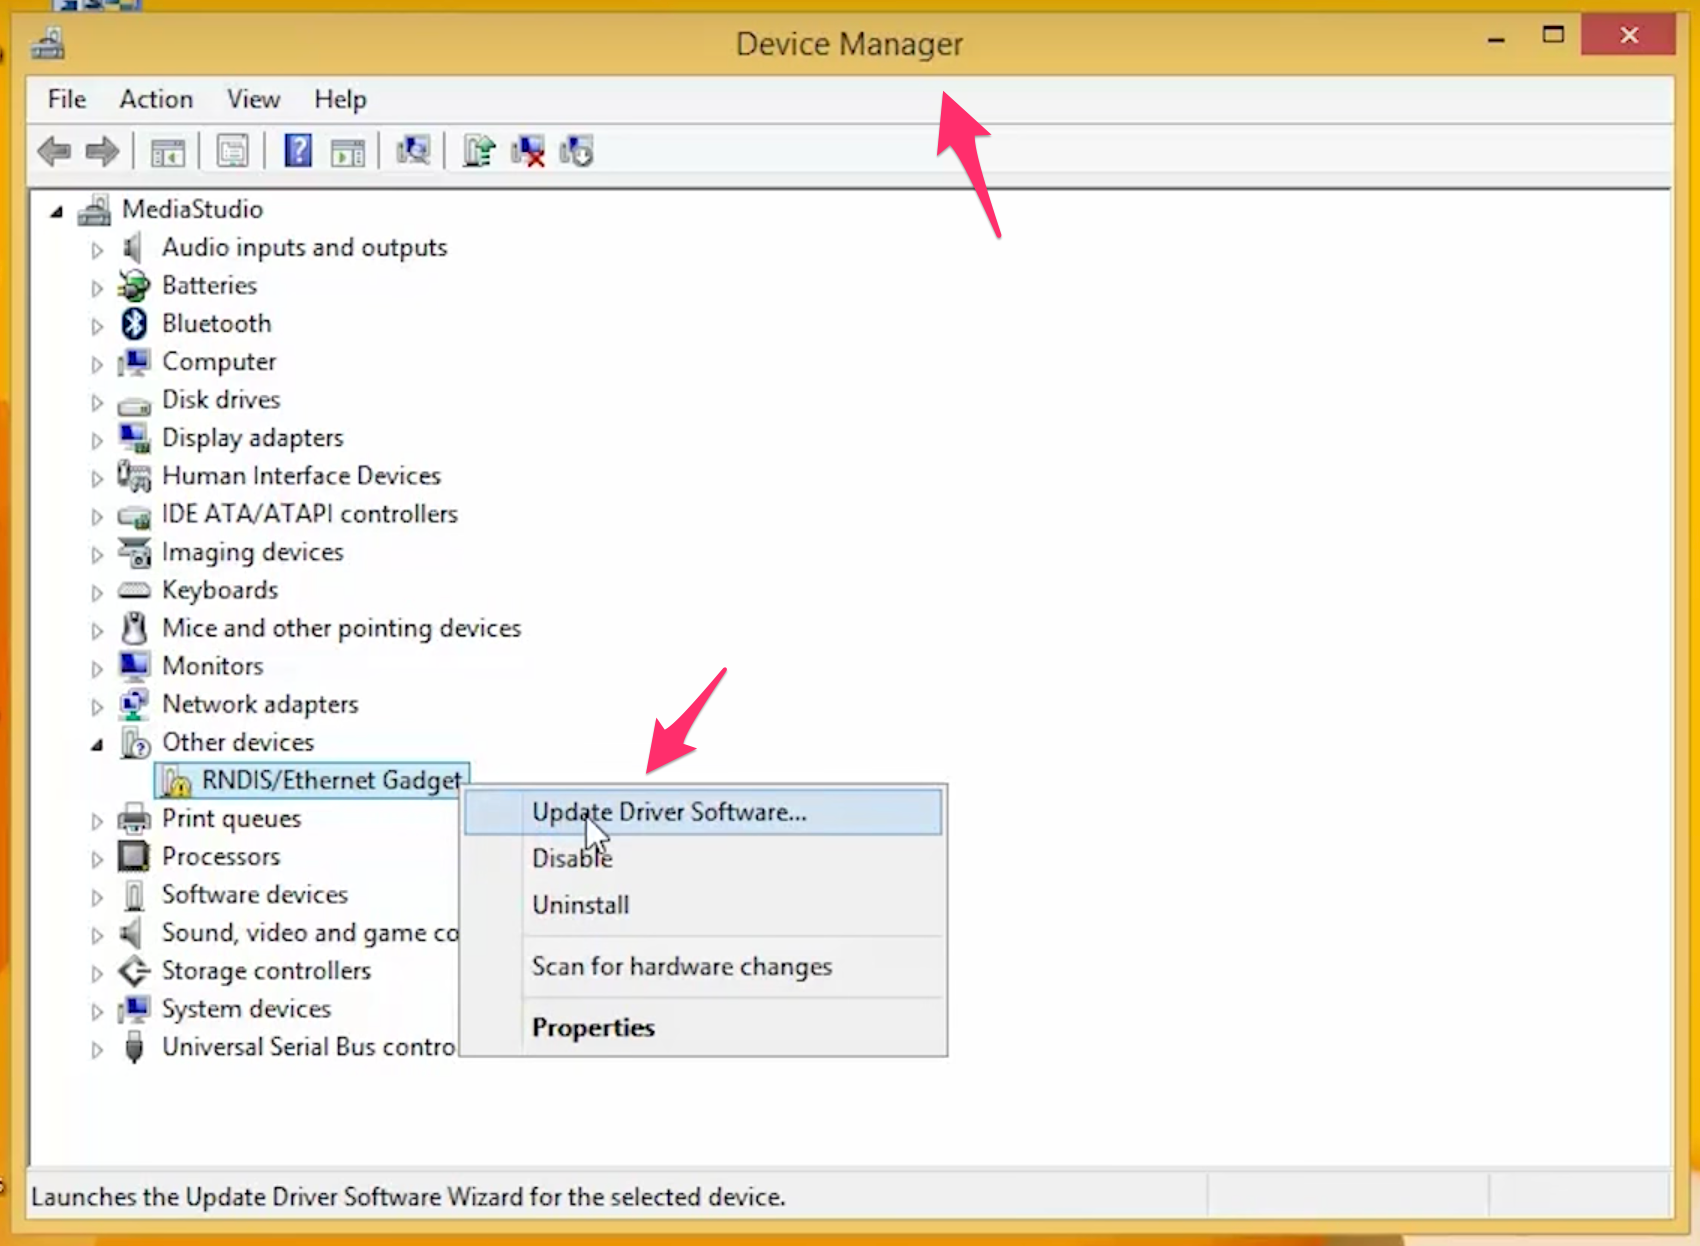 Device Manager
File Action View Help
MediaStudio
Audio inputs and outputs
Batteries
Bluetooth
Computer
Disk drives
Display adapters
Human Interface Devices
IDE ATA/ATAPI controllers
Imaging devices
Keyboards
Mice and other pointing devices
Monitors
Network adapters
Other devices
RNDIS/Ethernet Gadget
Update Driver Software...
Disable
Uninstall
Scan for hardware changes
Properties
Print queues
Processors
Software devices
Sound, video and game co
Storage controllers
System devices
Universal Serial Bus contro
Launches the Update Driver Software Wizard for the selected device.